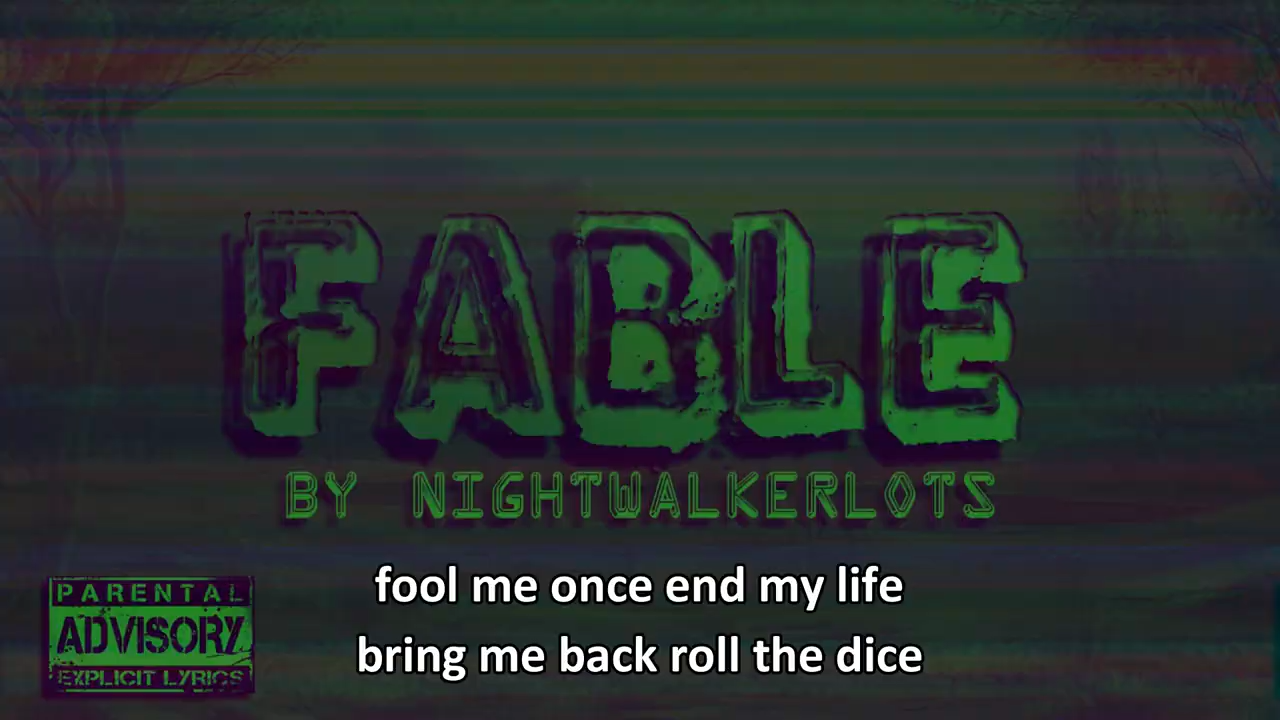 FABLE
BY NIGHTWALKERLOTS
fool me once end my life
bring me back roll the dice
PARENTAL
ADVISORY
EXPLICIT LYRICS